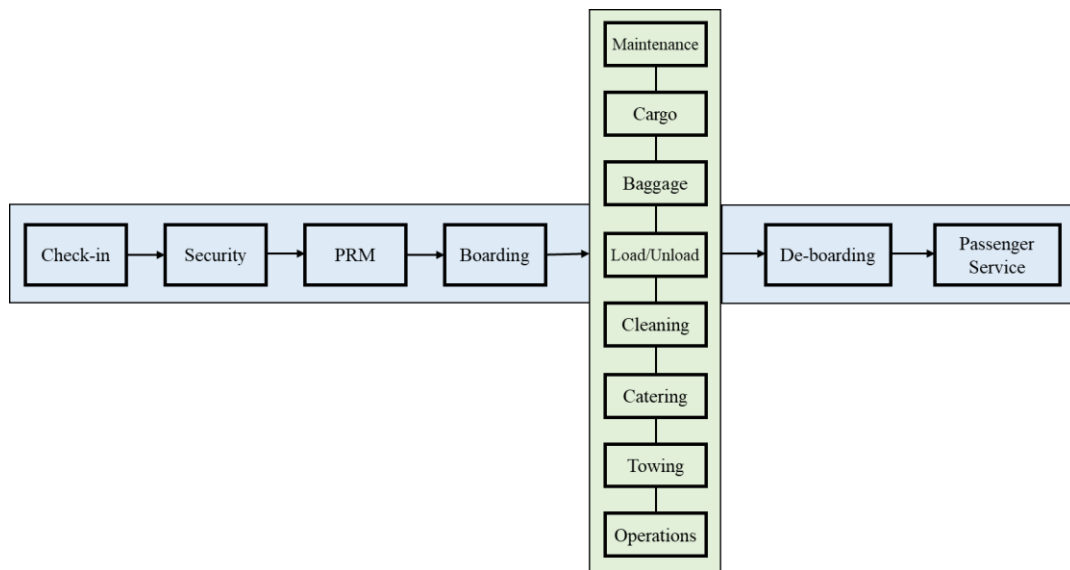 Maintenance
Cargo
Baggage
Check-in
Security
PRM
Boarding
Load/Unload
De-boarding
Passenger
Service
Cleaning
Catering
Towing
Operations